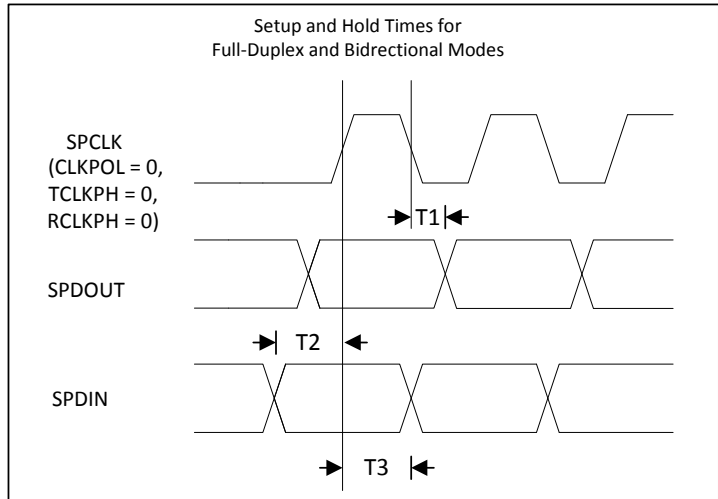 Setup and Hold Times for
Full-Duplex and Bidrectional Modes
SPCLK
(CLKPOL = 0,
TCLKPH = 0,
RCLKPH = 0)
T1
SPDOUT
T2
SPDIN
T3